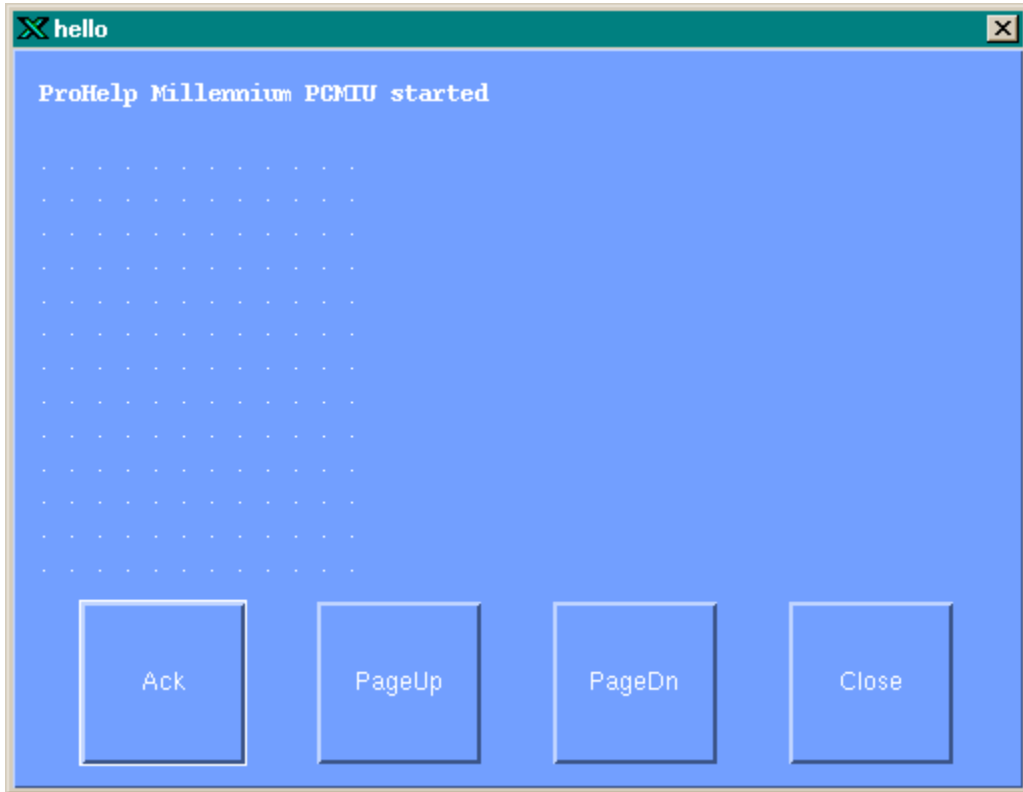 hello
ProHelp Millennium PCMIU started
. . . . . . . . . . . .
. . . . . . . . . . . .
. . . . . . . . . . . .
. . . . . . . . . . . .
. . . . . . . . . . . .
. . . . . . . . . . . .
. . . . . . . . . . . .
. . . . . . . . . . . .
. . . . . . . . . . . .
. . . . . . . . . . . .
. . . . . . . . . . . .
. . . . . . . . . . . .
. . . . . . . . . . . .
Ack PageUp PageDn Close